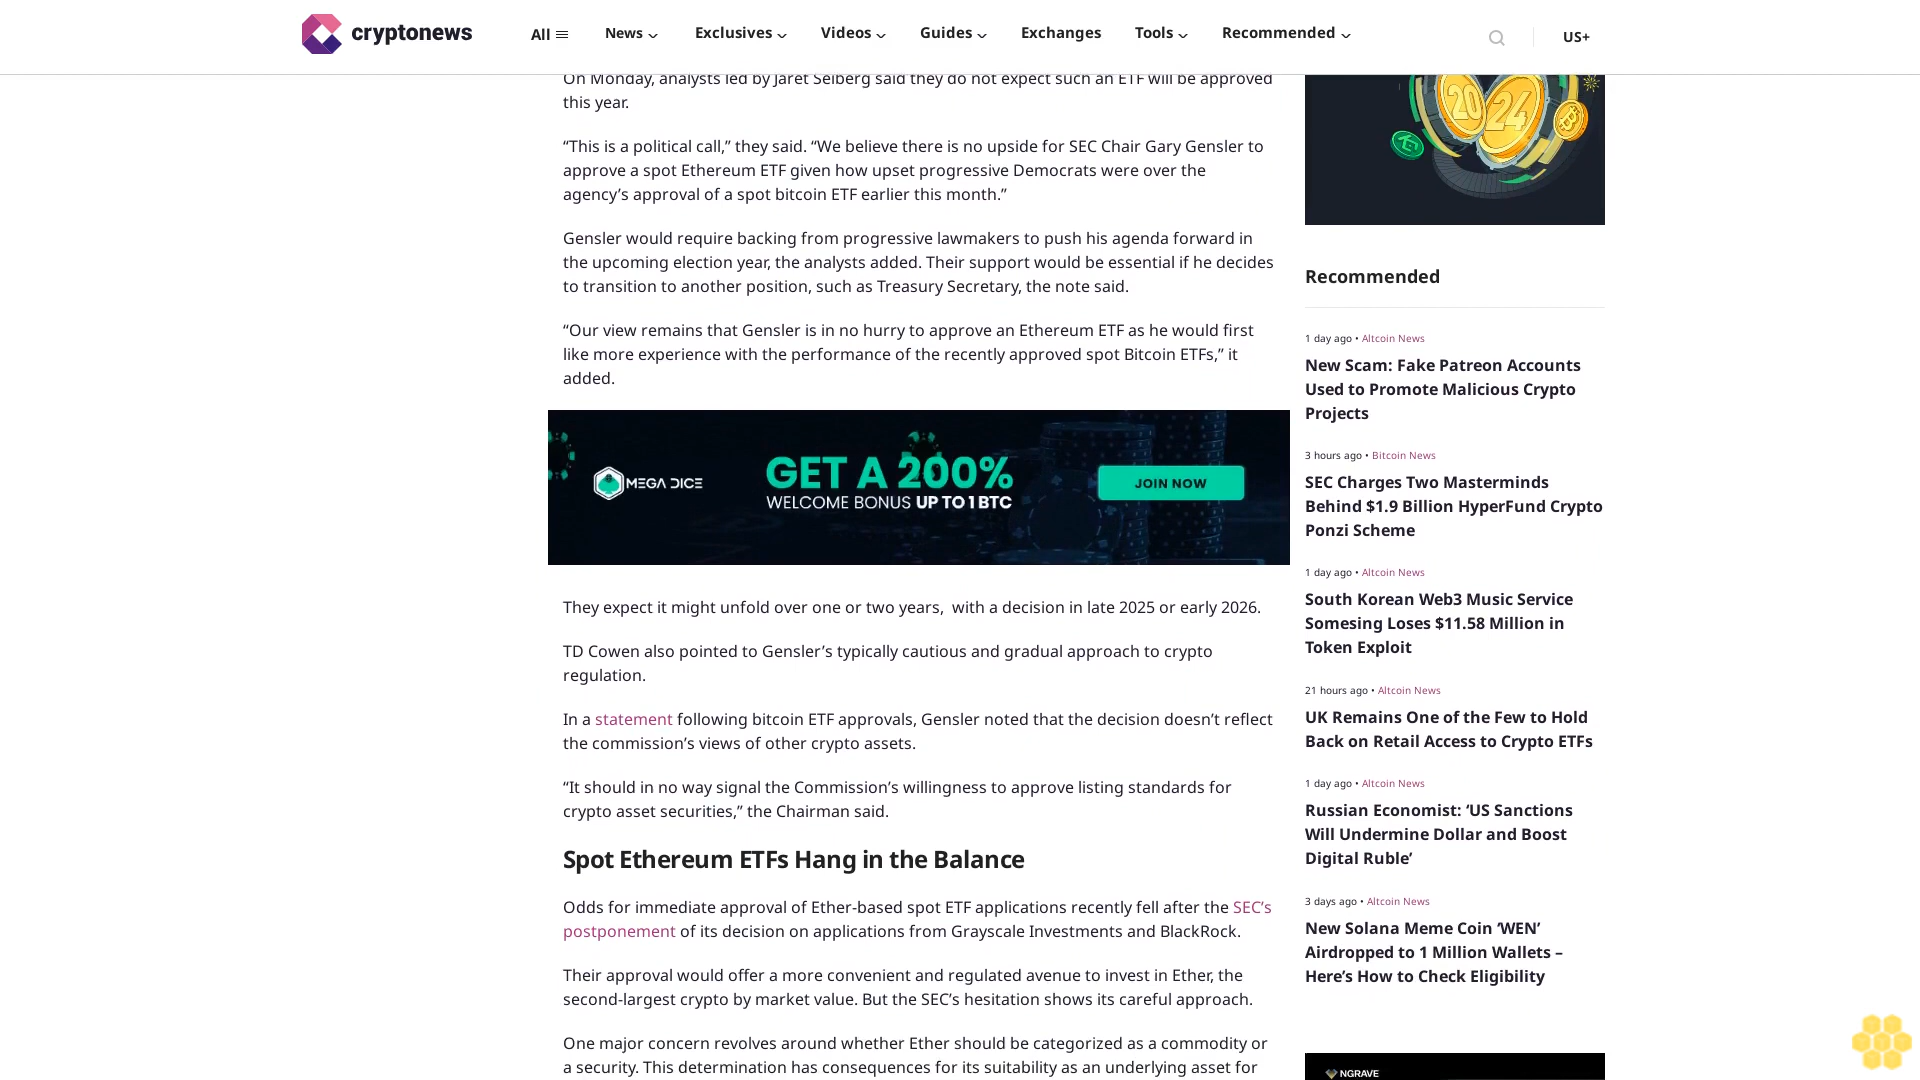 cryptonews
All
News
Exclusives
Videos
Guides
Exchanges
Tools
Recommended
US+
On Monday, analysts led by Jaret Seiberg said they do not expect such an ETF will be approved
this year.
“This is a political call,” they said. “We believe there is no upside for SEC Chair Gary Gensler to
approve a spot Ethereum ETF given how upset progressive Democrats were over the
agency’s approval of a spot bitcoin ETF earlier this month.”
Gensler would require backing from progressive lawmakers to push his agenda forward in
the upcoming election year, the analysts added. Their support would be essential if he decides
to transition to another position, such as Treasury Secretary, the note said.
“Our view remains that Gensler is in no hurry to approve an Ethereum ETF as he would first
like more experience with the performance of the recently approved spot Bitcoin ETFs,” it
added.
MEGA DICE
GET A 200%
WELCOME BONUS UP TO 1 BTC
JOIN NOW
They expect it might unfold over one or two years,  with a decision in late 2025 or early 2026.
TD Cowen also pointed to Gensler’s typically cautious and gradual approach to crypto
regulation.
In a statement following bitcoin ETF approvals, Gensler noted that the decision doesn’t reflect
the commission’s views of other crypto assets.
“It should in no way signal the Commission’s willingness to approve listing standards for
crypto asset securities,” the Chairman said.
Spot Ethereum ETFs Hang in the Balance
Odds for immediate approval of Ether-based spot ETF applications recently fell after the SEC’s
postponement of its decision on applications from Grayscale Investments and BlackRock.
Their approval would offer a more convenient and regulated avenue to invest in Ether, the
second-largest crypto by market value. But the SEC’s hesitation shows its careful approach.
One major concern revolves around whether Ether should be categorized as a commodity or
a security. This determination has consequences for its suitability as an underlying asset for
2024
Recommended
1 day ago • Altcoin News
New Scam: Fake Patreon Accounts
Used to Promote Malicious Crypto
Projects
3 hours ago • Bitcoin News
SEC Charges Two Masterminds
Behind $1.9 Billion HyperFund Crypto
Ponzi Scheme
1 day ago • Altcoin News
South Korean Web3 Music Service
Somesing Loses $11.58 Million in
Token Exploit
21 hours ago • Altcoin News
UK Remains One of the Few to Hold
Back on Retail Access to Crypto ETFs
1 day ago • Altcoin News
Russian Economist: ‘US Sanctions
Will Undermine Dollar and Boost
Digital Ruble’
3 days ago • Altcoin News
New Solana Meme Coin ‘WEN’
Airdropped to 1 Million Wallets –
Here’s How to Check Eligibility
NGRAVE